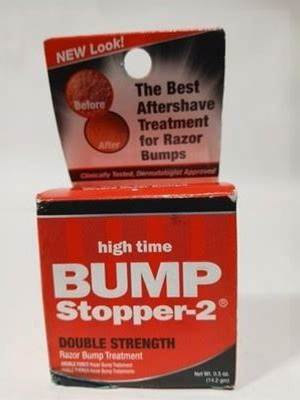 NEW Look!
Before
After
The Best
Aftershave
Treatment
for Razor
Bumps
Clinically Tested, Dermatologist Approved
high time
BUMP
Stopper-2®
DOUBLE STRENGTH
Razor Bump Treatment
Net Wt. 0.5 oz.
(14.2 gm)